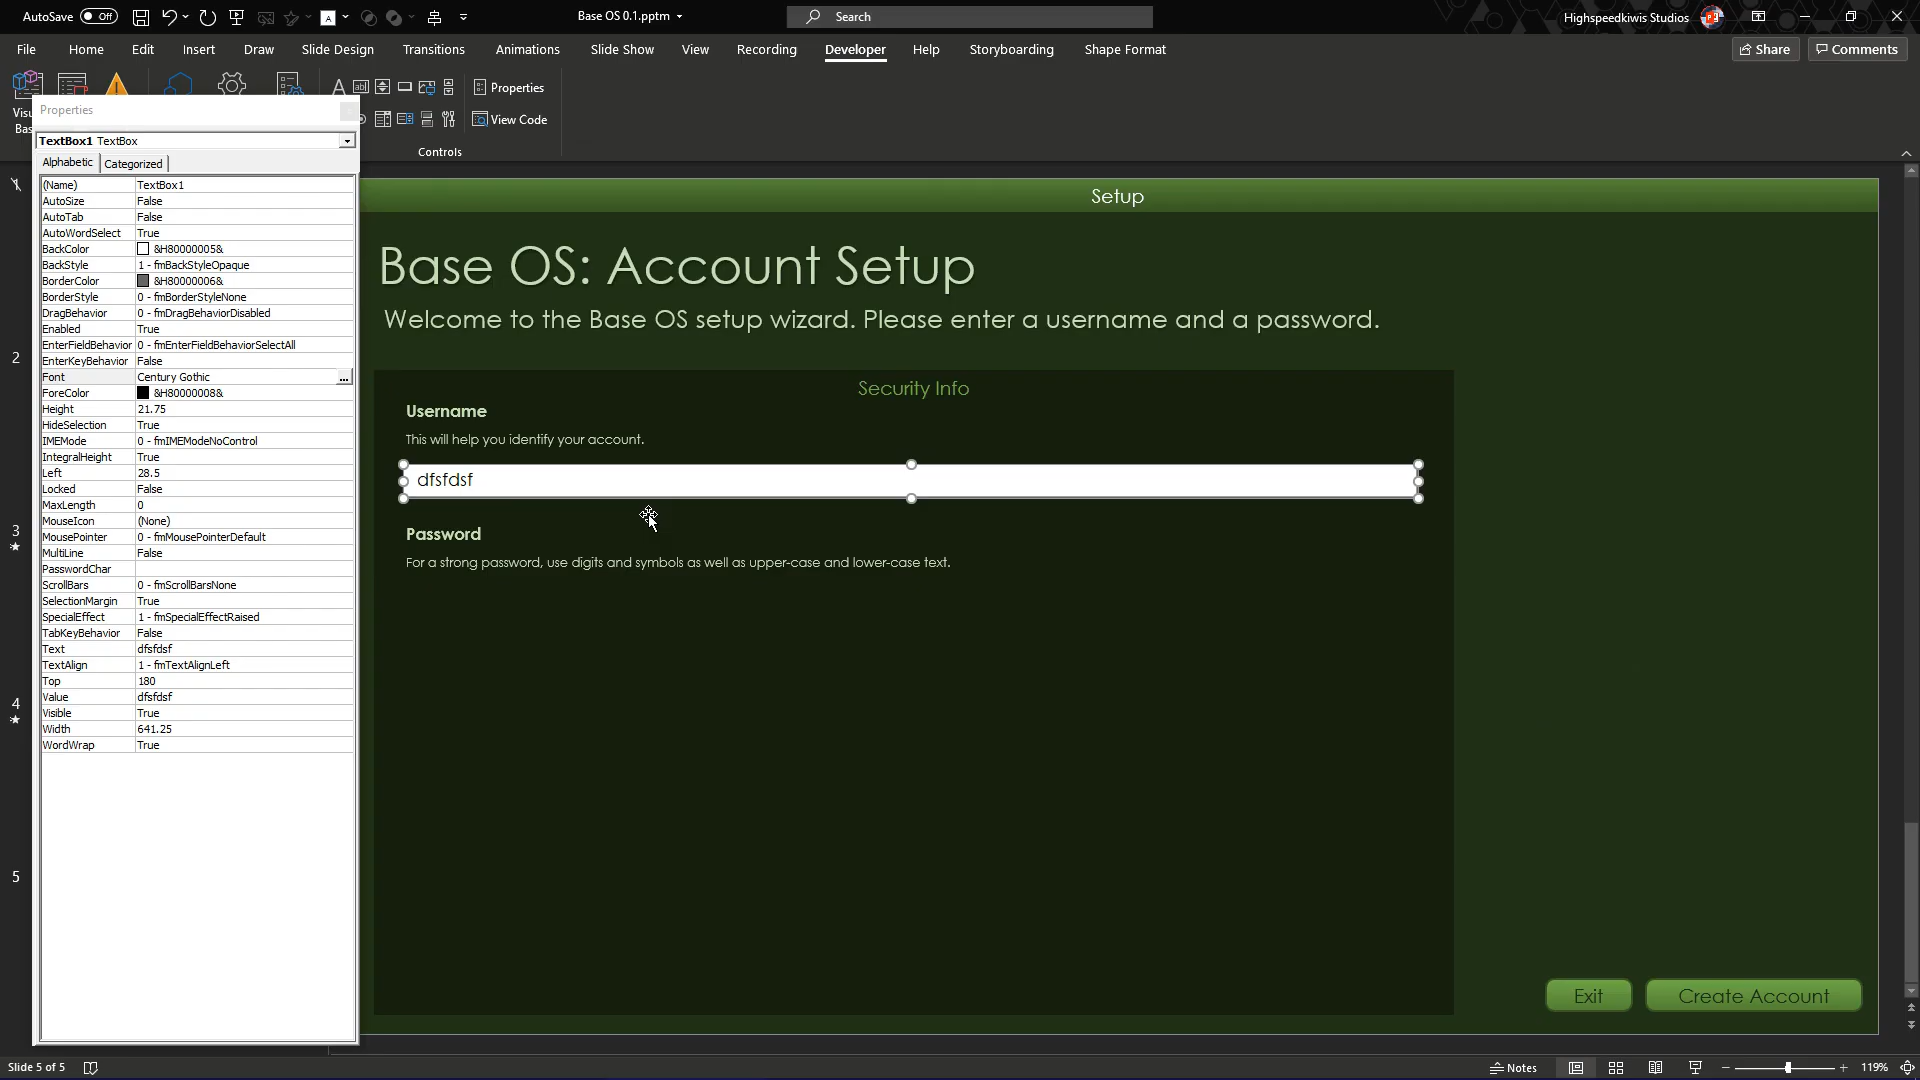 AutoSave Off
Base OS 0.1.pptm
Search
Highspeedkiwis Studios
File Home Edit Insert Draw Slide Design Transitions Animations Slide Show View Recording Developer Help Storyboarding Shape Format
Share Comments
Properties
View Code
Controls
Properties
TextBox1 TextBox
Alphabetic Categorized
(Name) TextBox1
AutoSize False
AutoTab False
AutoWordSelect True
BackColor &H80000005&
BackStyle 1 - fmBackStyleOpaque
BorderColor &H80000006&
BorderStyle 0 - fmBorderStyleNone
DragBehavior 0 - fmDragBehaviorDisabled
Enabled True
EnterFieldBehavior 0 - fmEnterFieldBehaviorSelectAll
EnterKeyBehavior False
Font Century Gothic ...
ForeColor &H80000008&
Height 21.75
HideSelection True
IMEMode 0 - fmIMEModeNoControl
IntegralHeight True
Left 28.5
Locked False
MaxLength 0
MouseIcon (None)
MousePointer 0 - fmMousePointerDefault
MultiLine False
PasswordChar
ScrollBars 0 - fmScrollBarsNone
SelectionMargin True
SpecialEffect 1 - fmSpecialEffectRaised
TabKeyBehavior False
Text dfsfdsf
TextAlign 1 - fmTextAlignLeft
Top 180
Value dfsfdsf
Visible True
Width 641.25
WordWrap True
1
2
3
4
5
Setup
Base OS: Account Setup
Welcome to the Base OS setup wizard. Please enter a username and a password.
Security Info
Username
This will help you identify your account.
dfsfdsf
Password
For a strong password, use digits and symbols as well as upper-case and lower-case text.
Exit Create Account
Slide 5 of 5
Notes
119%